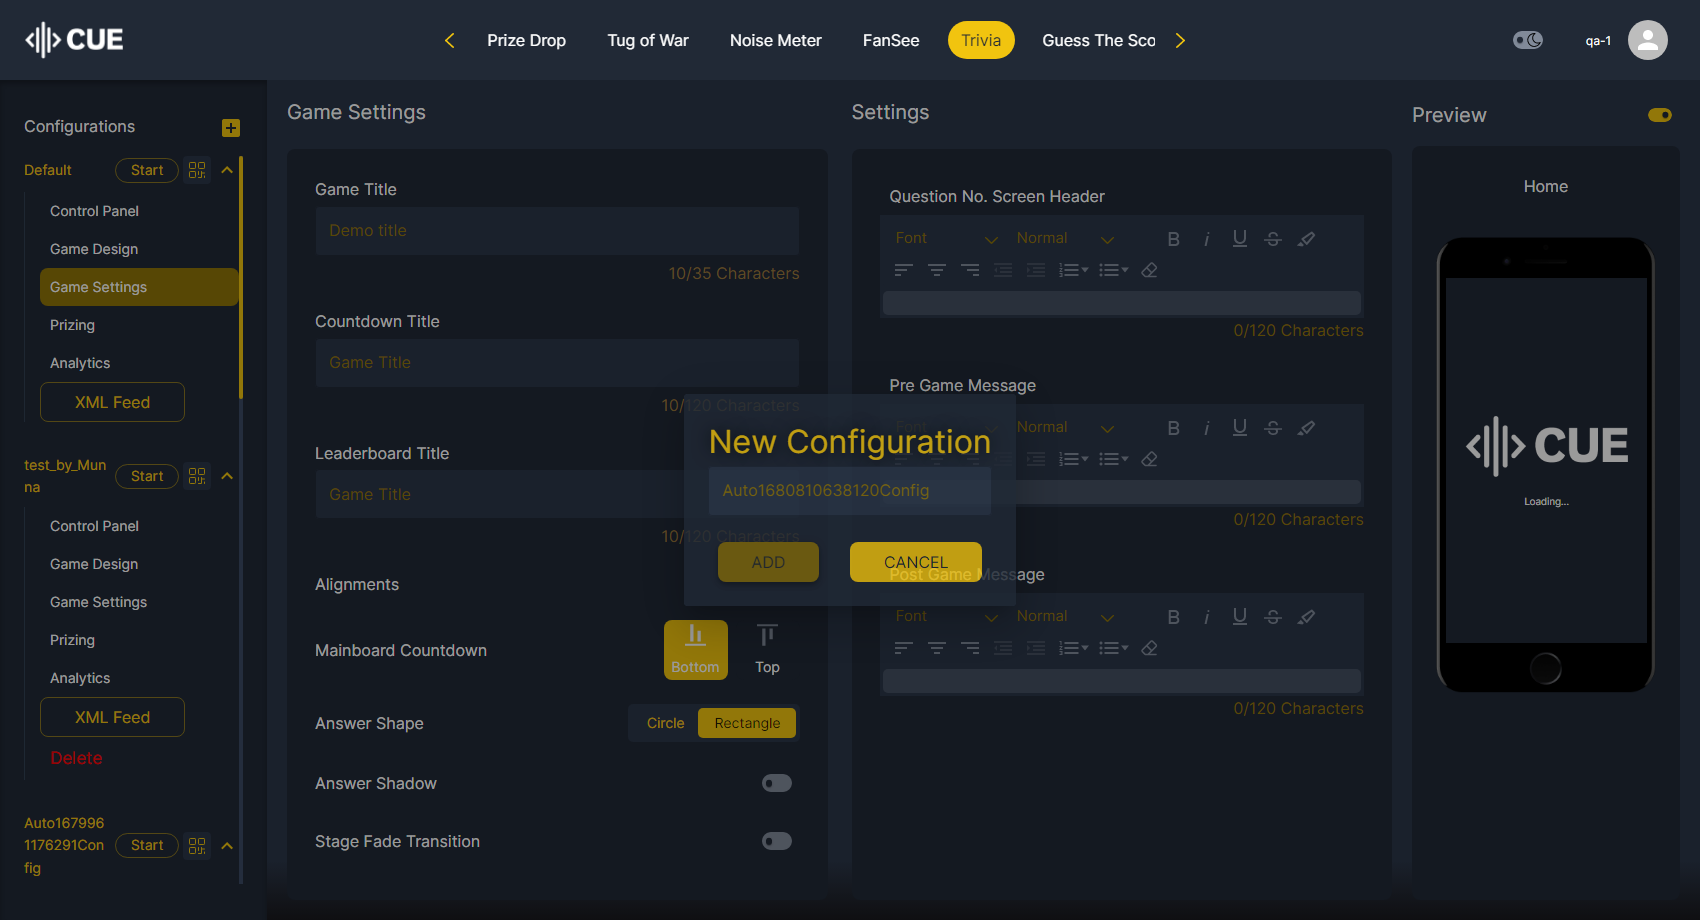 CUE
Prize Drop
Tug of War
Noise Meter
FanSee
Trivia
Guess The Sco
qa-1
Configurations
Default
Start
Control Panel
Game Design
Game Settings
Prizing
Analytics
XML Feed
test_by_Mun
na
Start
Control Panel
Game Design
Game Settings
Prizing
Analytics
XML Feed
Delete
Auto167996
1176291Con
fig
Start
Game Settings
Game Title
Demo title
10/35 Characters
Countdown Title
Game Title
10/120 Characters
Leaderboard Title
Game Title
10/120 Characters
Alignments
Mainboard Countdown
Bottom
Top
Answer Shape
Circle
Rectangle
Answer Shadow
Stage Fade Transition
New Configuration
Auto1680810638120Config
ADD
CANCEL
Settings
Question No. Screen Header
Font
Normal
B i U S
0/120 Characters
Pre Game Message
Font
Normal
B i U S
0/120 Characters
Post Game Message
Font
Normal
B i U S
0/120 Characters
Preview
Home
CUE
Loading...